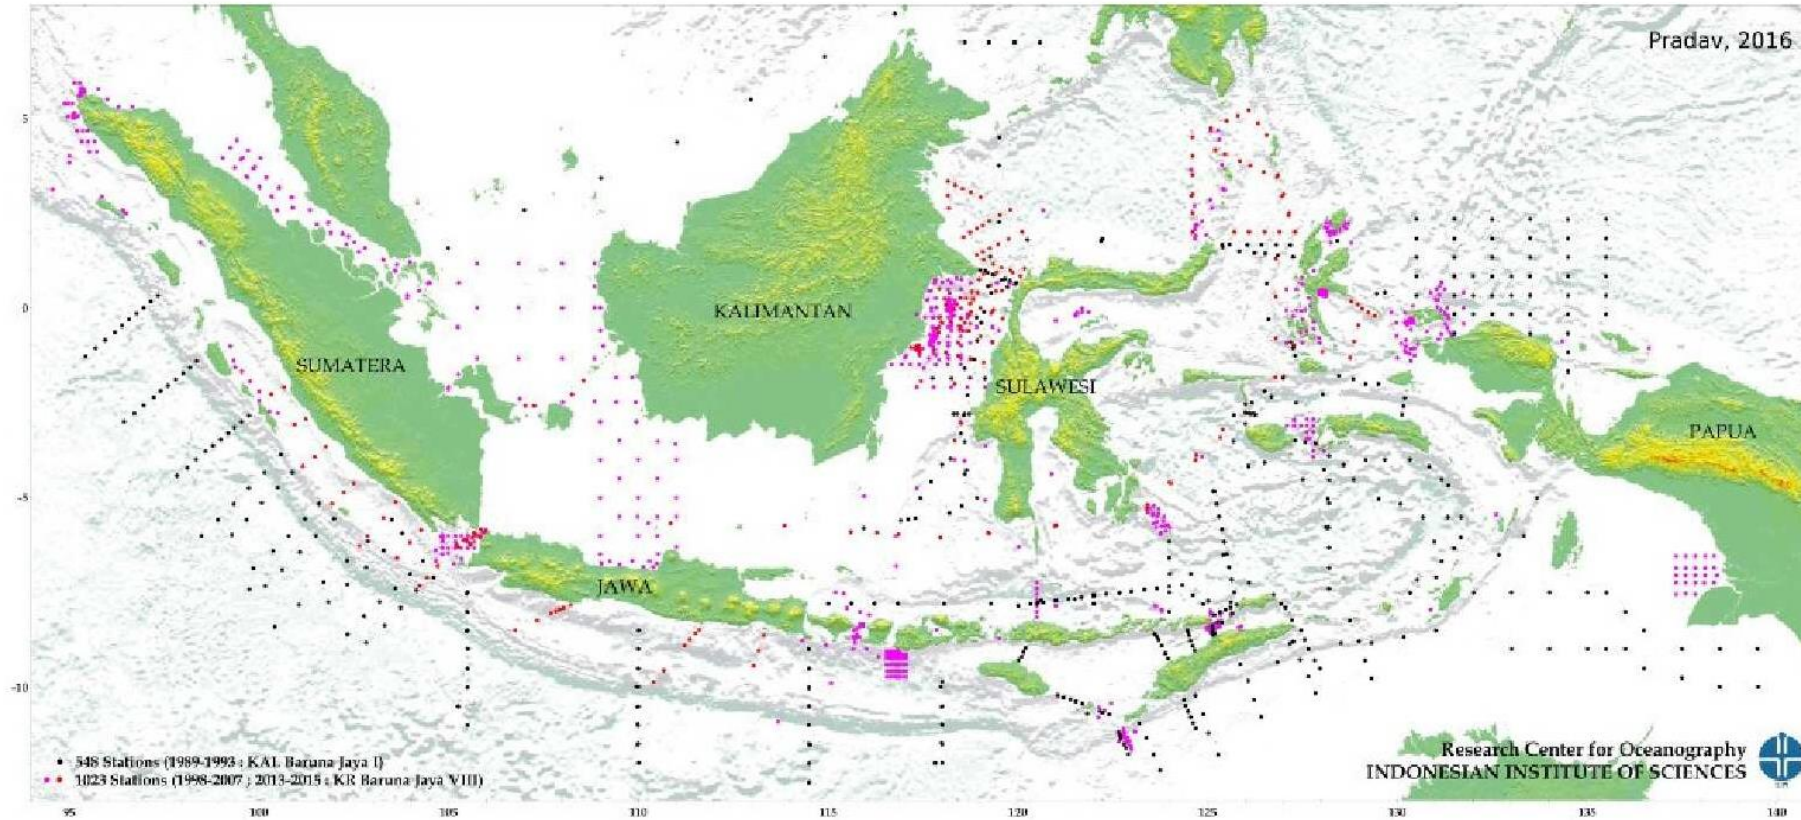 Pradav, 2016
5
0
-5
-10
KALIMANTAN
SUMATERA
SULAWESI
PAPUA
JAWA
548 Stations (1989-1993 : KAL Baruna Jaya I)
1023 Stations (1998-2007 ; 2013-2015 : KR Baruna Jaya VIII)
Research Center for Oceanography
INDONESIAN INSTITUTE OF SCIENCES
95 100 105 110 115 120 125 130 135 140